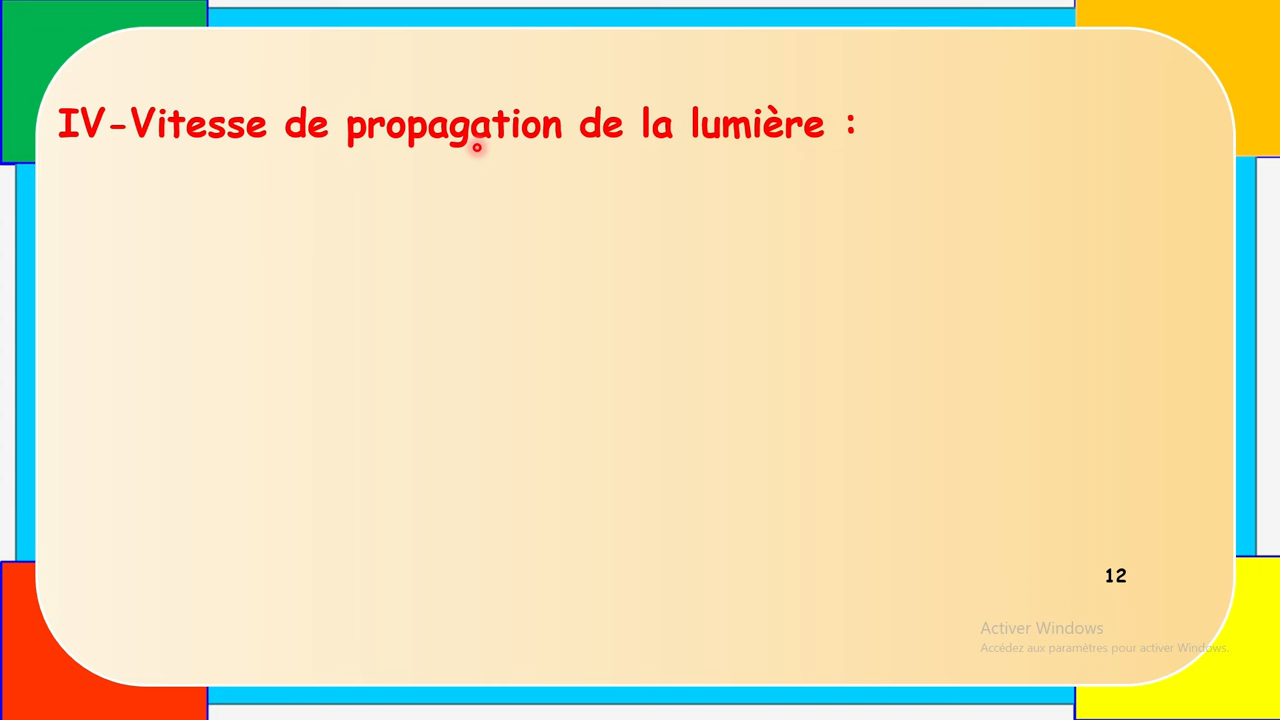 IV-Vitesse de propagation de la lumière :
12
Activer Windows
Accédez aux paramètres pour activer Windows.